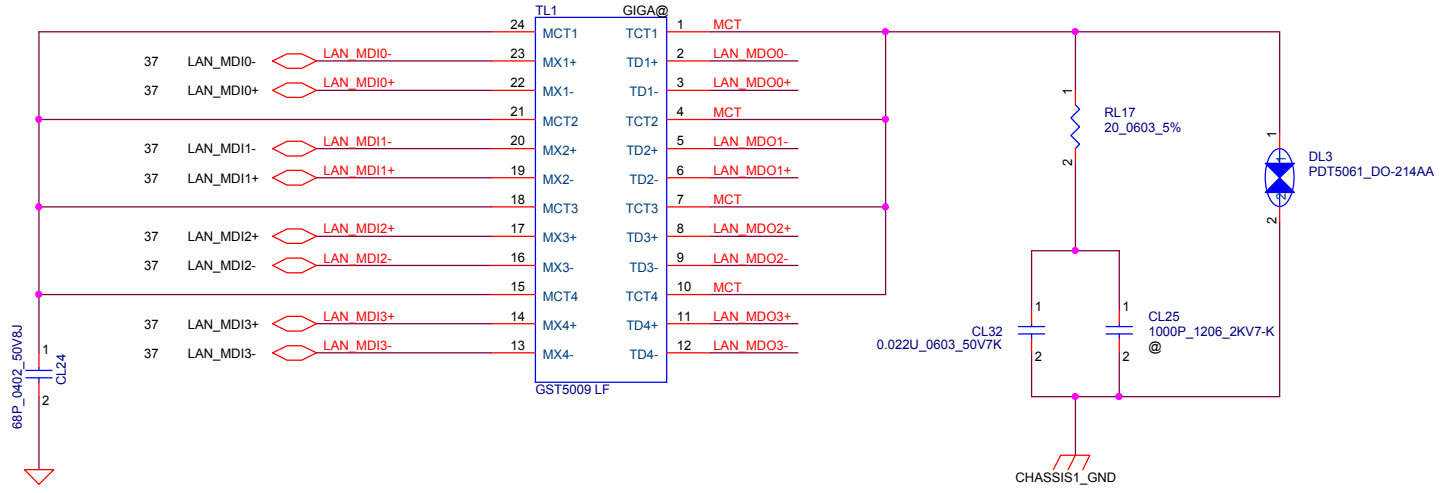 TL1 GIGA@
24 MCT1 TCT1 1 MCT
37 LAN_MDI0- LAN_MDI0- 23 MX1+ TD1+ 2 LAN_MDO0-
37 LAN_MDI0+ LAN_MDI0+ 22 MX1- TD1- 3 LAN_MDO0+
21 MCT2 TCT2 4 MCT
37 LAN_MDI1- LAN_MDI1- 20 MX2+ TD2+ 5 LAN_MDO1-
37 LAN_MDI1+ LAN_MDI1+ 19 MX2- TD2- 6 LAN_MDO1+
18 MCT3 TCT3 7 MCT
37 LAN_MDI2+ LAN_MDI2+ 17 MX3+ TD3+ 8 LAN_MDO2+
37 LAN_MDI2- LAN_MDI2- 16 MX3- TD3- 9 LAN_MDO2-
15 MCT4 TCT4 10 MCT
37 LAN_MDI3+ LAN_MDI3+ 14 MX4+ TD4+ 11 LAN_MDO3+
37 LAN_MDI3- LAN_MDI3- 13 MX4- TD4- 12 LAN_MDO3-
GST5009 LF
1
2
CL24
68P_0402_50V8J
1
RL17
20_0603_5%
2
1
1
2
2
DL3
PDT5061_DO-214AA
1
CL32
0.022U_0603_50V7K
2
1
CL25
1000P_1206_2KV7-K
@
2
CHASSIS1_GND